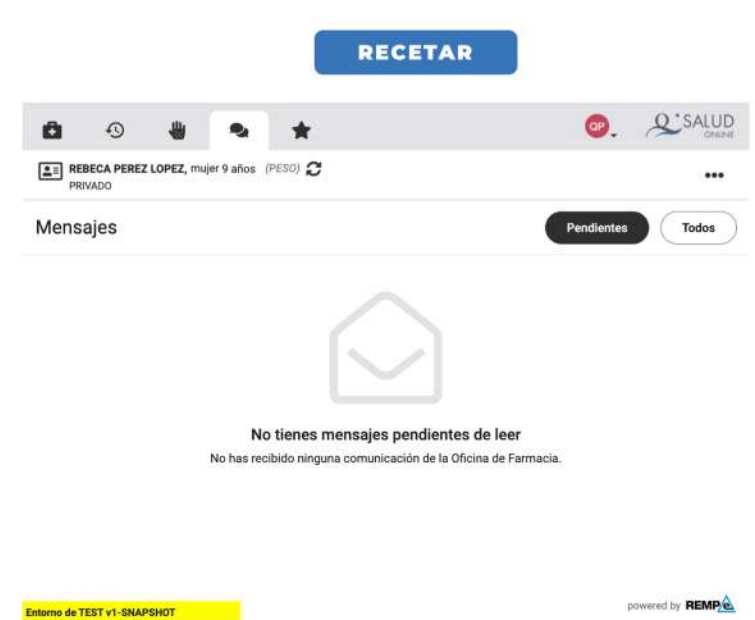 RECETAR
QP
Q SALUD
ONLINE
REBECA PEREZ LOPEZ, mujer 9 años (PESO)
PRIVADO
Mensajes
Pendientes
Todos
No tienes mensajes pendientes de leer
No has recibido ninguna comunicación de la Oficina de Farmacia.
Entorno de TEST v1-SNAPSHOT
powered by REMPe